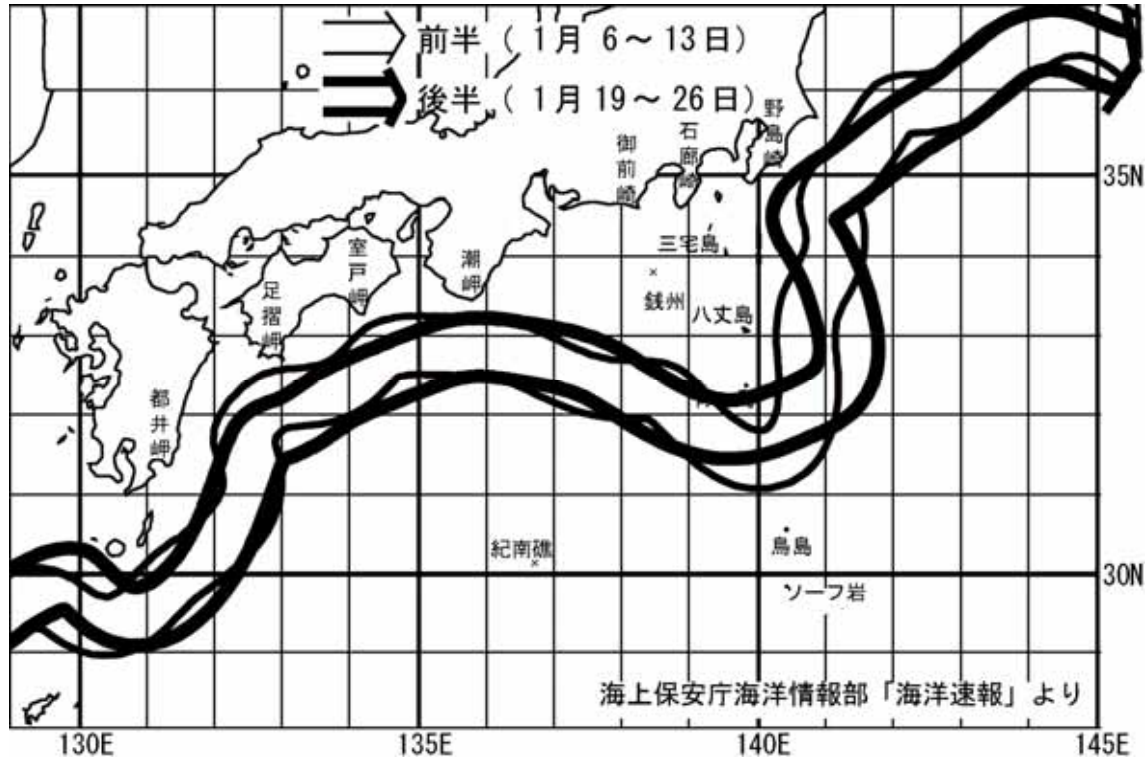 前半（1月 6～13日）
後半（1月 19～26日）
野島崎
石廊崎
御前崎
35N
三宅島
潮岬
室戸岬
足摺岬
銭州
八丈島
都井岬
紀南礁
鳥島
30N
ソーフ岩
海上保安庁海洋情報部「海洋速報」より
130E
135E
140E
145E